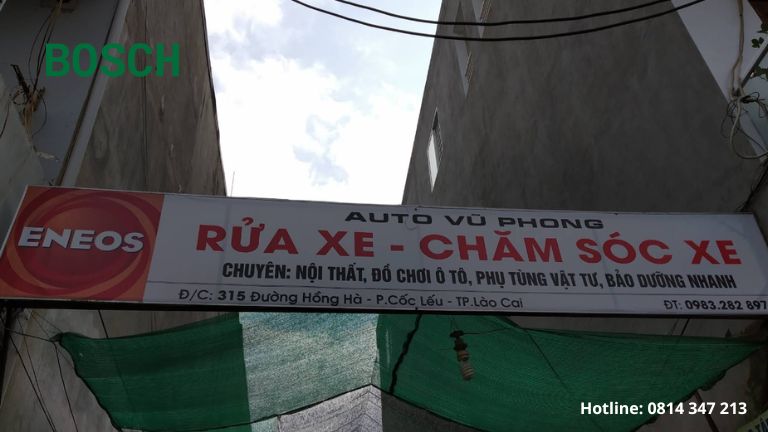 BOSCH
AUTO VŨ PHONG
ENEOS
RỬA XE - CHĂM SÓC XE
CHUYÊN: NỘI THẤT, ĐỒ CHƠI Ô TÔ, PHỤ TÙNG VẬT TƯ, BẢO DƯỠNG NHANH
Đ/C: 315 Đường Hồng Hà - P.Cốc Lếu - TP.Lào Cai
ĐT: 0983.282 897
Hotline: 0814 347 213